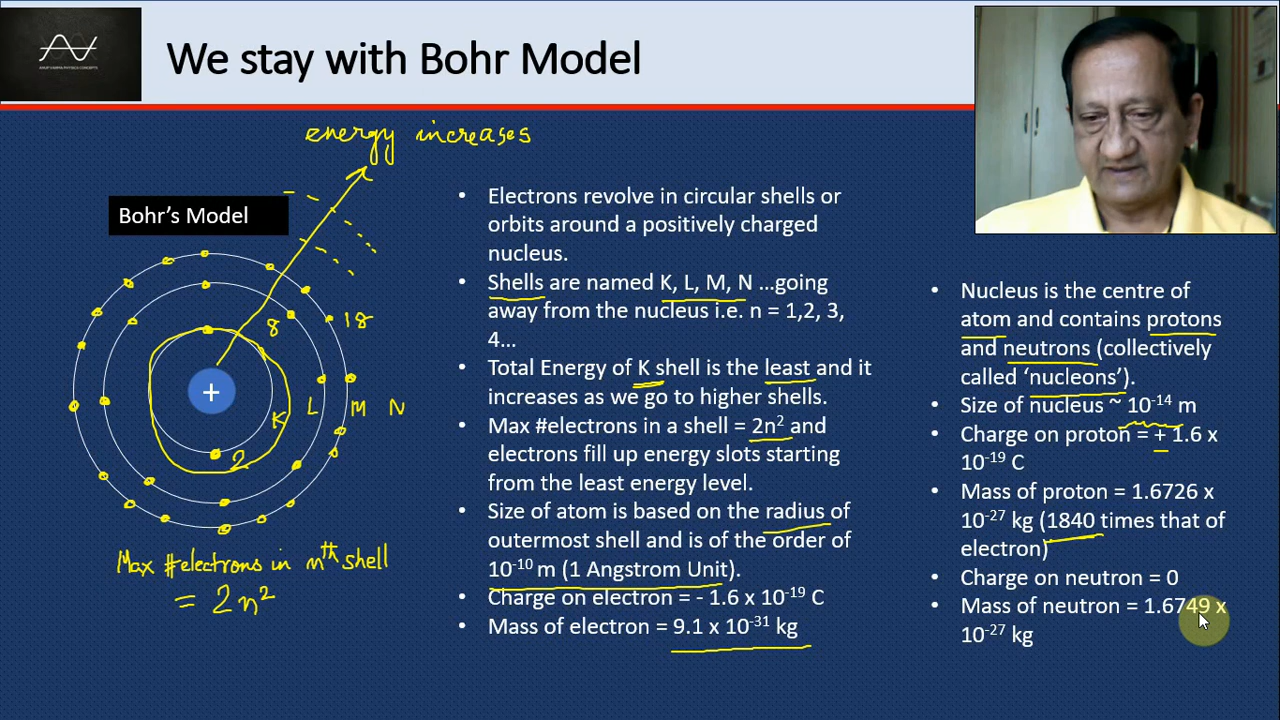 We stay with Bohr Model
energy increases
Bohr's Model
8
18
K
L
M
N
2
Max #electrons in nth shell
= 2n²
• Electrons revolve in circular shells or
orbits around a positively charged
nucleus.
• Shells are named K, L, M, N …going
away from the nucleus i.e. n = 1,2, 3,
4…
• Total Energy of K shell is the least and it
increases as we go to higher shells.
• Max #electrons in a shell = 2n² and
electrons fill up energy slots starting
from the least energy level.
• Size of atom is based on the radius of
outermost shell and is of the order of
10⁻¹⁰ m (1 Angstrom Unit).
• Charge on electron = - 1.6 x 10⁻¹⁹ C
• Mass of electron = 9.1 x 10⁻³¹ kg
• Nucleus is the centre of
atom and contains protons
and neutrons (collectively
called 'nucleons').
• Size of nucleus ~ 10⁻¹⁴ m
• Charge on proton = + 1.6 x
10⁻¹⁹ C
• Mass of proton = 1.6726 x
10⁻²⁷ kg (1840 times that of
electron)
• Charge on neutron = 0
• Mass of neutron = 1.6749 x
10⁻²⁷ kg